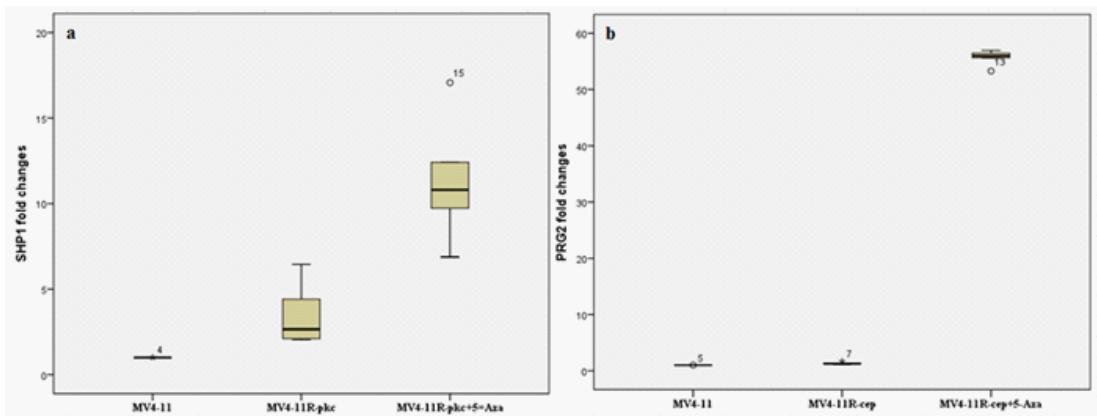 a
SHP1 fold changes
20
15
10
5
0
4
15
MV4-11
MV4-11R-pkc
MV4-11R-pkc+5=Aza
b
PRG2 fold changes
60
50
40
30
20
10
0
5
7
13
MV4-11
MV4-11R-cep
MV4-11R-cep+5-Aza